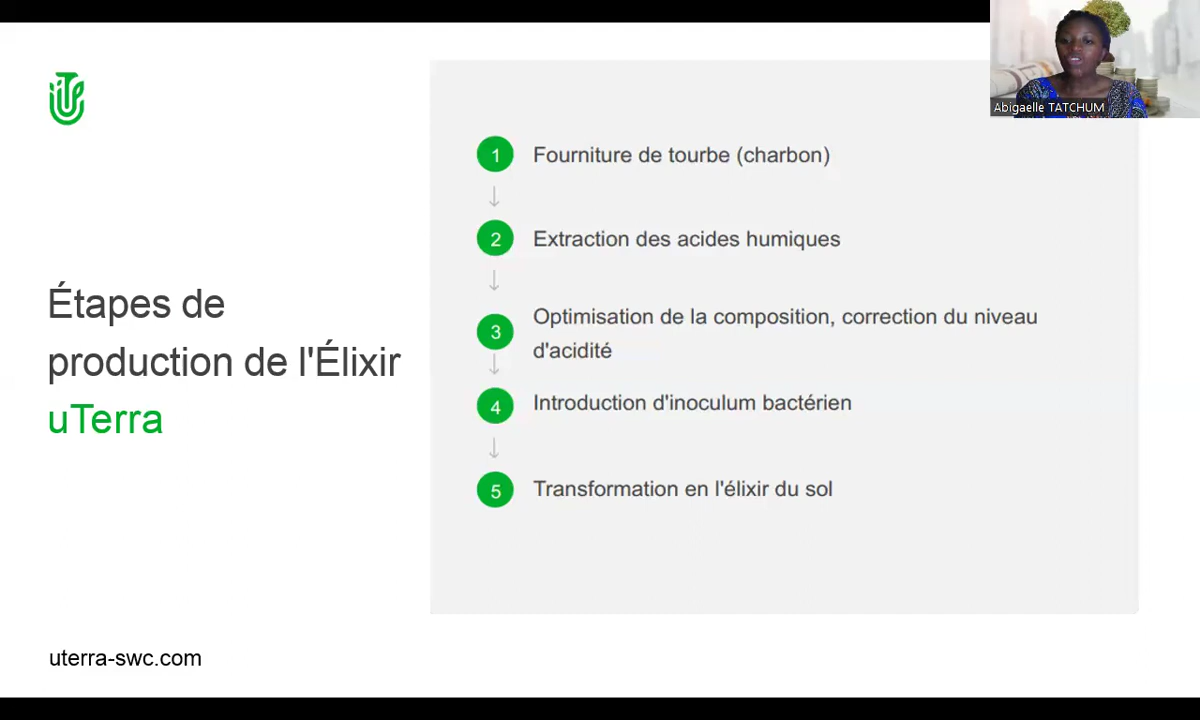 Étapes de
production de l'Élixir
uTerra
uterra-swc.com
1 Fourniture de tourbe (charbon)
2 Extraction des acides humiques
3 Optimisation de la composition, correction du niveau
d'acidité
4 Introduction d'inoculum bactérien
5 Transformation en l'élixir du sol
Abigaelle TATCHUM